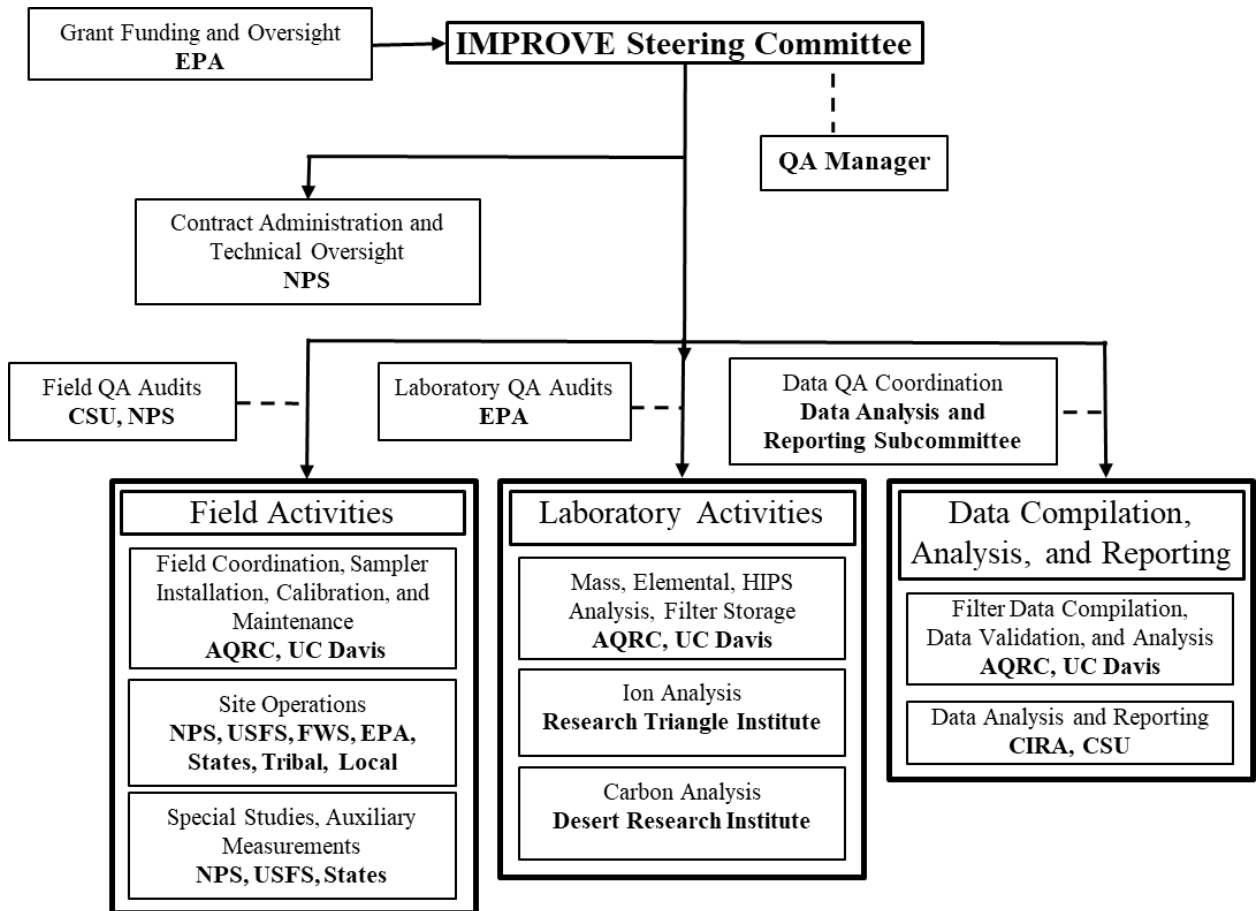 Grant Funding and Oversight
EPA
IMPROVE Steering Committee
QA Manager
Contract Administration and
Technical Oversight
NPS
Field QA Audits
CSU, NPS
Laboratory QA Audits
EPA
Data QA Coordination
Data Analysis and
Reporting Subcommittee
Field Activities
Field Coordination, Sampler
Installation, Calibration, and
Maintenance
AQRC, UC Davis
Site Operations
NPS, USFS, FWS, EPA,
States, Tribal, Local
Special Studies, Auxiliary
Measurements
NPS, USFS, States
Laboratory Activities
Mass, Elemental, HIPS
Analysis, Filter Storage
AQRC, UC Davis
Ion Analysis
Research Triangle Institute
Carbon Analysis
Desert Research Institute
Data Compilation,
Analysis, and Reporting
Filter Data Compilation,
Data Validation, and Analysis
AQRC, UC Davis
Data Analysis and Reporting
CIRA, CSU